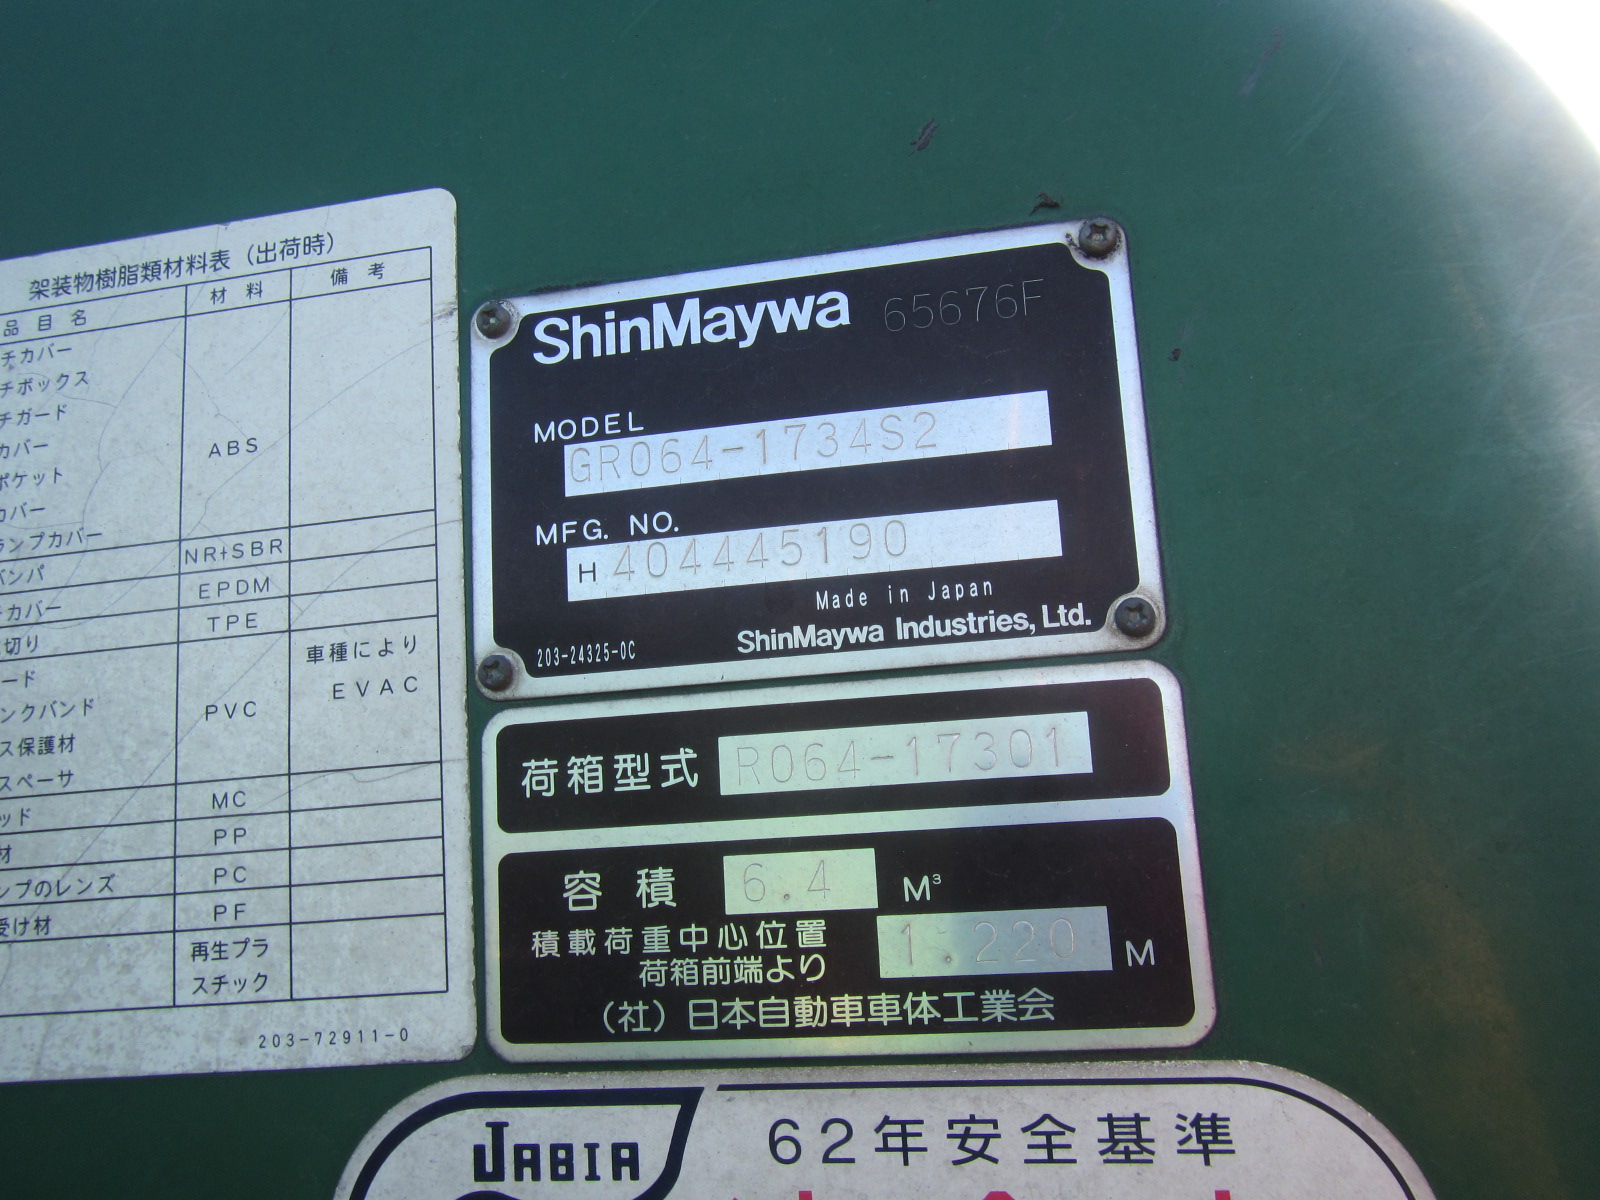 架装物樹脂類材料表（出荷時）
品目名 材料 備考
チカバー
チボックス
チガード
カバー
ポケット
カバー
ランプカバー
ABS
バンパ NR+SBR
チカバー EPDM
切り TPE
ード
ンクバンド
ス保護材
スペーサ
PVC
車種により
EVAC
ッド MC
材 PP
ンプのレンズ PC
受け材 PF
再生プラ
スチック
203-72911-0
ShinMaywa 65676F
MODEL
GR064-1734S2
MFG. NO.
H 404445190
Made in Japan
203-24325-0C ShinMaywa Industries, Ltd.
荷箱型式 R064-17301
容積 6.4 M³
積載荷重中心位置
荷箱前端より 1.220 M
（社）日本自動車車体工業会
JABIA 62年安全基準